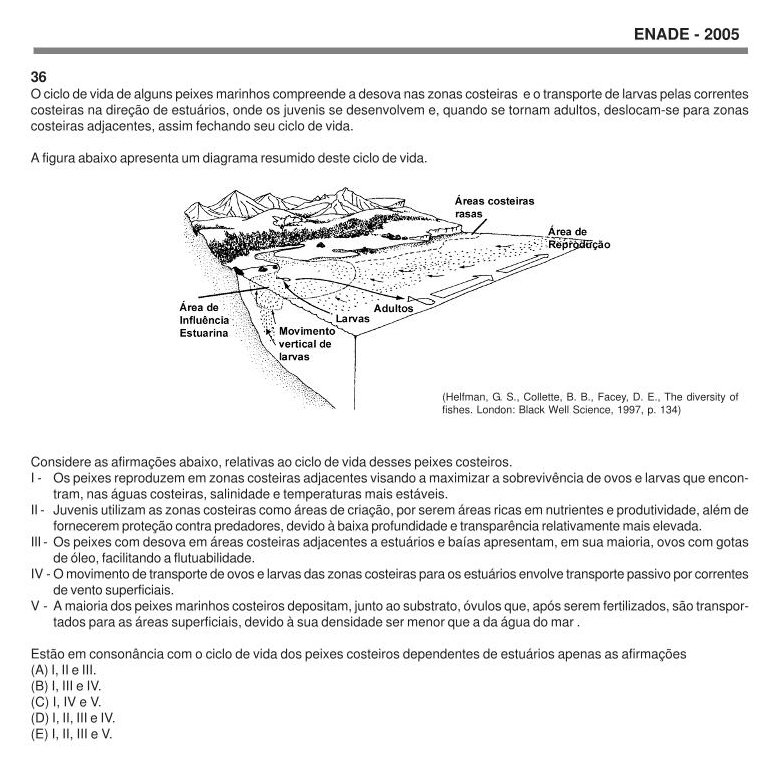 ENADE - 2005
36
O ciclo de vida de alguns peixes marinhos compreende a desova nas zonas costeiras e o transporte de larvas pelas correntes
costeiras na direção de estuários, onde os juvenis se desenvolvem e, quando se tornam adultos, deslocam-se para zonas
costeiras adjacentes, assim fechando seu ciclo de vida.
A figura abaixo apresenta um diagrama resumido deste ciclo de vida.
Áreas costeiras
rasas
Área de
Reprodução
Área de
Influência
Estuarina
Adultos
Larvas
Movimento
vertical de
larvas
(Helfman, G. S., Collette, B. B., Facey, D. E., The diversity of
fishes. London: Black Well Science, 1997, p. 134)
Considere as afirmações abaixo, relativas ao ciclo de vida desses peixes costeiros.
I - Os peixes reproduzem em zonas costeiras adjacentes visando a maximizar a sobrevivência de ovos e larvas que encon-
tram, nas águas costeiras, salinidade e temperaturas mais estáveis.
II - Juvenis utilizam as zonas costeiras como áreas de criação, por serem áreas ricas em nutrientes e produtividade, além de
fornecerem proteção contra predadores, devido à baixa profundidade e transparência relativamente mais elevada.
III - Os peixes com desova em áreas costeiras adjacentes a estuários e baías apresentam, em sua maioria, ovos com gotas
de óleo, facilitando a flutuabilidade.
IV - O movimento de transporte de ovos e larvas das zonas costeiras para os estuários envolve transporte passivo por correntes
de vento superficiais.
V - A maioria dos peixes marinhos costeiros depositam, junto ao substrato, óvulos que, após serem fertilizados, são transpor-
tados para as áreas superficiais, devido à sua densidade ser menor que a da água do mar .
Estão em consonância com o ciclo de vida dos peixes costeiros dependentes de estuários apenas as afirmações
(A) I, II e III.
(B) I, III e IV.
(C) I, IV e V.
(D) I, II, III e IV.
(E) I, II, III e V.